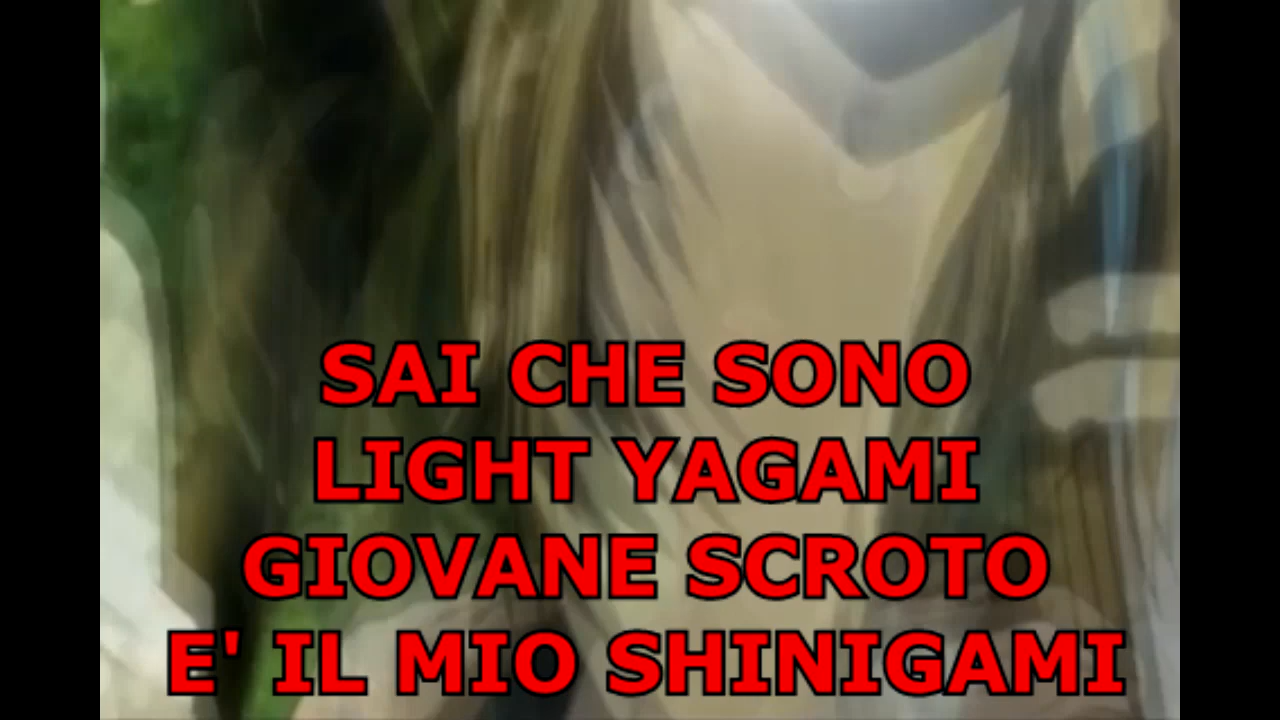 SAI CHE SONO
LIGHT YAGAMI
GIOVANE SCROTO
E' IL MIO SHINIGAMI